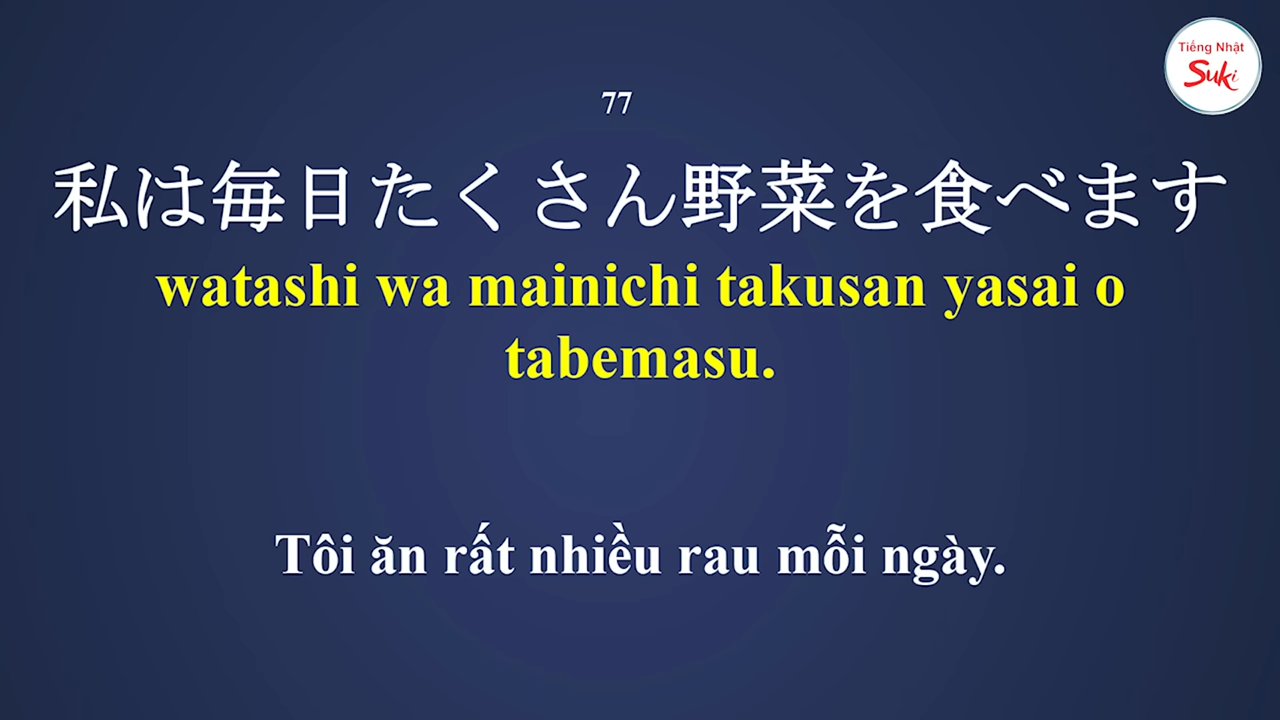 Tiếng Nhật
Suki
77
私は毎日たくさん野菜を食べます
watashi wa mainichi takusan yasai o
tabemasu.
Tôi ăn rất nhiều rau mỗi ngày.